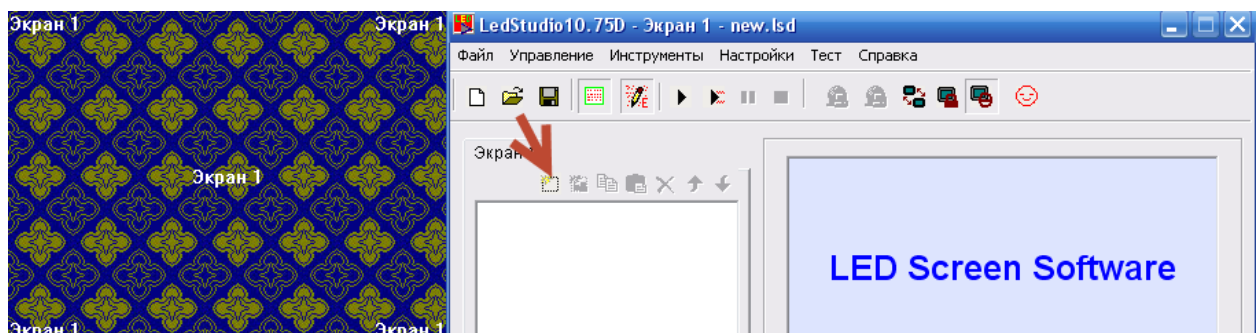 Экран 1
Экран 1
LedStudio10.75D - Экран 1 - new.lsd
Файл Управление Инструменты Настройки Тест Справка
Экран 1
LED Screen Software
Экран 1
Экран 1